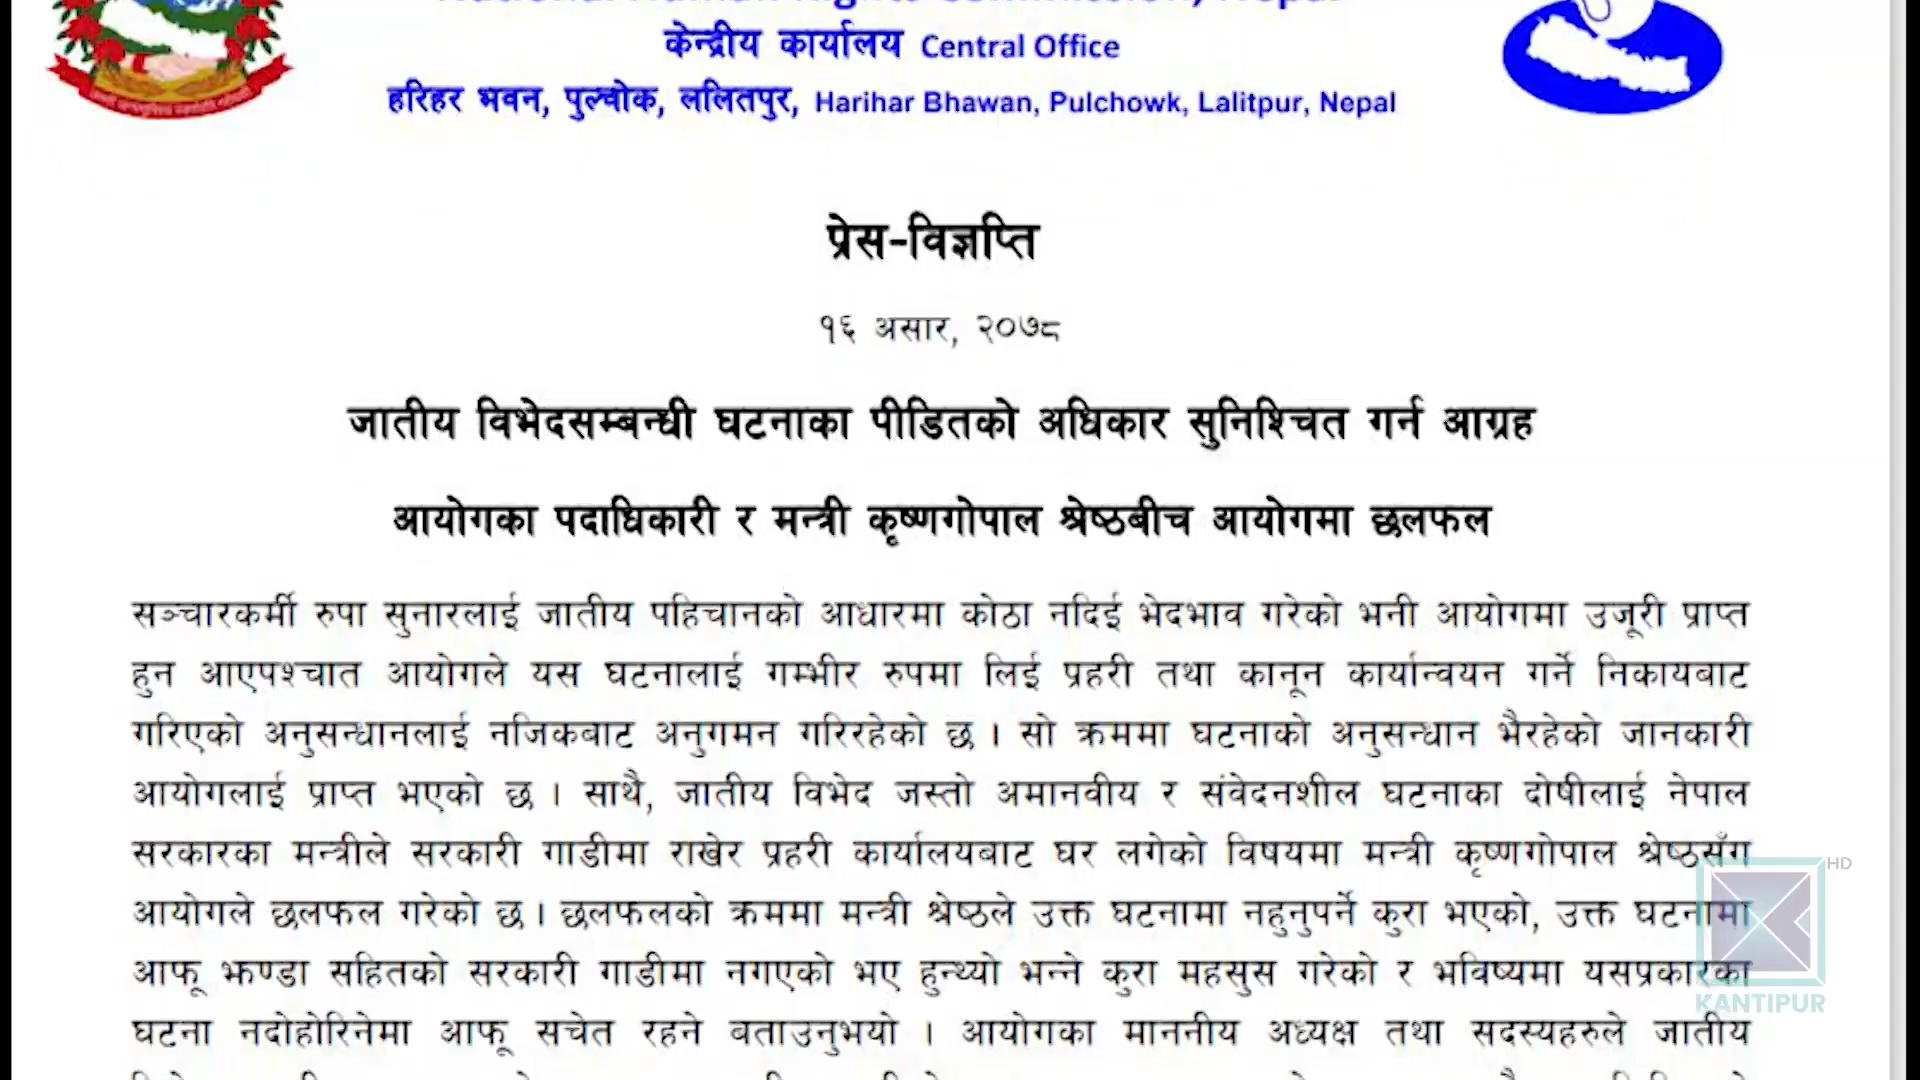 National Human Rights Commission, Nepal
केन्द्रीय कार्यालय Central Office
हरिहर भवन, पुल्चोक, ललितपुर, Harihar Bhawan, Pulchowk, Lalitpur, Nepal
प्रेस-विज्ञप्ति
१६ असार, २०७८
जातीय विभेदसम्बन्धी घटनाका पीडितको अधिकार सुनिश्चित गर्न आग्रह
आयोगका पदाधिकारी र मन्त्री कृष्णगोपाल श्रेष्ठबीच आयोगमा छलफल
सञ्चारकर्मी रुपा सुनारलाई जातीय पहिचानको आधारमा कोठा नदिई भेदभाव गरेको भनी आयोगमा उजूरी प्राप्त
हुन आएपश्चात आयोगले यस घटनालाई गम्भीर रुपमा लिई प्रहरी तथा कानून कार्यान्वयन गर्ने निकायबाट
गरिएको अनुसन्धानलाई नजिकबाट अनुगमन गरिरहेको छ । सो क्रममा घटनाको अनुसन्धान भैरहेको जानकारी
आयोगलाई प्राप्त भएको छ । साथै, जातीय विभेद जस्तो अमानवीय र संवेदनशील घटनाका दोषीलाई नेपाल
सरकारका मन्त्रीले सरकारी गाडीमा राखेर प्रहरी कार्यालयबाट घर लगेको विषयमा मन्त्री कृष्णगोपाल श्रेष्ठसँग
आयोगले छलफल गरेको छ । छलफलको क्रममा मन्त्री श्रेष्ठले उक्त घटनामा नहुनुपर्ने कुरा भएको, उक्त घटनामा
आफू झण्डा सहितको सरकारी गाडीमा नगएको भए हुन्थ्यो भन्ने कुरा महसुस गरेको र भविष्यमा यसप्रकारका
घटना नदोहोरिनेमा आफू सचेत रहने बताउनुभयो । आयोगका माननीय अध्यक्ष तथा सदस्यहरुले जातीय
HD
KANTIPUR